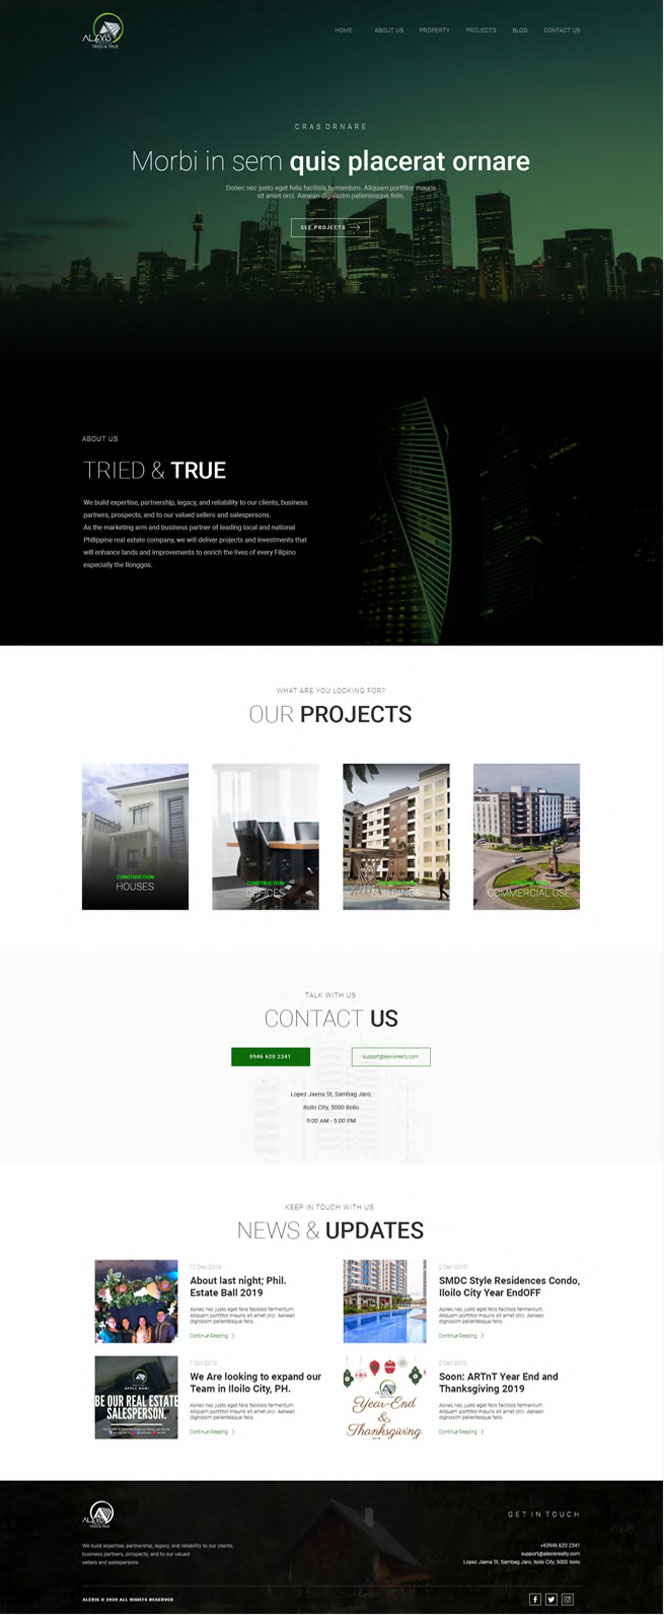 ALEXIS
TRIED & TRUE
HOME ABOUT US PROPERTY PROJECTS BLOG CONTACT US
CRAS ORNARE
Morbi in sem quis placerat ornare
Donec nec justo eget felis facilisis fermentum. Aliquam porttitor mauris
sit amet orci. Aenean dignissim pellentesque felis.
SEE PROJECTS
ABOUT US
TRIED & TRUE
We build expertise, partnership, legacy, and reliability to our clients, business
partners, prospects, and to our valued sellers and salespersons.
As the marketing arm and business partner of leading local and national
Philippine real estate company, we will deliver projects and investments that
will enhance lands and improvements to enrich the lives of every Filipino
especially the Ilonggos.
WHAT ARE YOU LOOKING FOR?
OUR PROJECTS
CONSTRUCTION
HOUSES
CONSTRUCTION
OFFICES
CONSTRUCTION
BUILDINGS
CONSTRUCTION
COMMERCIAL USE
TALK WITH US
CONTACT US
0946 620 2341
support@alexisrealty.com
Lopez Jaena St, Sambag Jaro,
Iloilo City, 5000 Iloilo
9:00 AM - 5:00 PM
KEEP IN TOUCH WITH US
NEWS & UPDATES
12 Dec 2019
About last night; Phil.
Estate Ball 2019
Aonec nec justo eget felis facilisis fermentum.
Aliquam porttitor mauris sit amet orci. Aenean
dignissim pellentesque felis.
Continue Reading
2 Dec 2019
SMDC Style Residences Condo,
Iloilo City Year EndOFF
Aonec nec justo eget felis facilisis fermentum.
Aliquam porttitor mauris sit amet orci. Aenean
dignissim pellentesque felis.
Continue Reading
APPLY NOW!
BE OUR REAL ESTATE
SALESPERSON.
7 Oct 2019
We Are looking to expand our
Team in Iloilo City, PH.
Aonec nec justo eget felis facilisis fermentum.
Aliquam porttitor mauris sit amet orci. Aenean
dignissim pellentesque felis.
Continue Reading
Year-End
&
Thanksgiving
2 Dec 2019
Soon: ARTnT Year End and
Thanksgiving 2019
Aonec nec justo eget felis facilisis fermentum.
Aliquam porttitor mauris sit amet orci. Aenean
dignissim pellentesque felis.
Continue Reading
ALEXIS
TRIED & TRUE
We build expertise, partnership, legacy, and reliability to our clients,
business partners, prospects, and to our valued
sellers and salespersons.
GET IN TOUCH
+63946 620 2341
support@alexisrealty.com
Lopez Jaena St, Sambag Jaro, Iloilo City, 5000 Iloilo
ALEXIS © 2020 ALL RIGHTS RESERVED